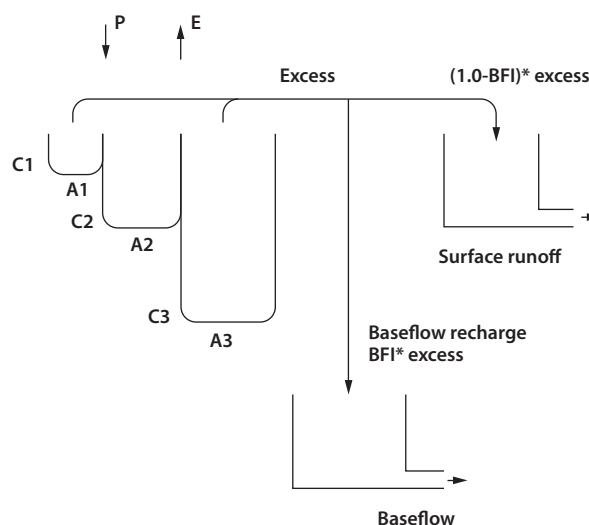 P
E
Excess
(1.0-BFI)* excess
C1
A1
C2
A2
Surface runoff
C3
A3
Baseflow recharge
BFI* excess
Baseflow